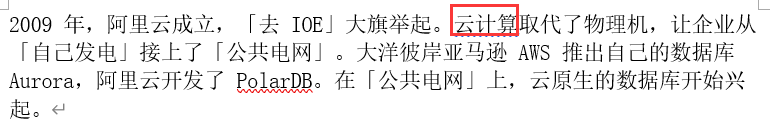 2009 年，阿里云成立，「去 IOE」大旗举起。云计算取代了物理机，让企业从
「自己发电」接上了「公共电网」。大洋彼岸亚马逊 AWS 推出自己的数据库
Aurora，阿里云开发了 PolarDB。在「公共电网」上，云原生的数据库开始兴
起。